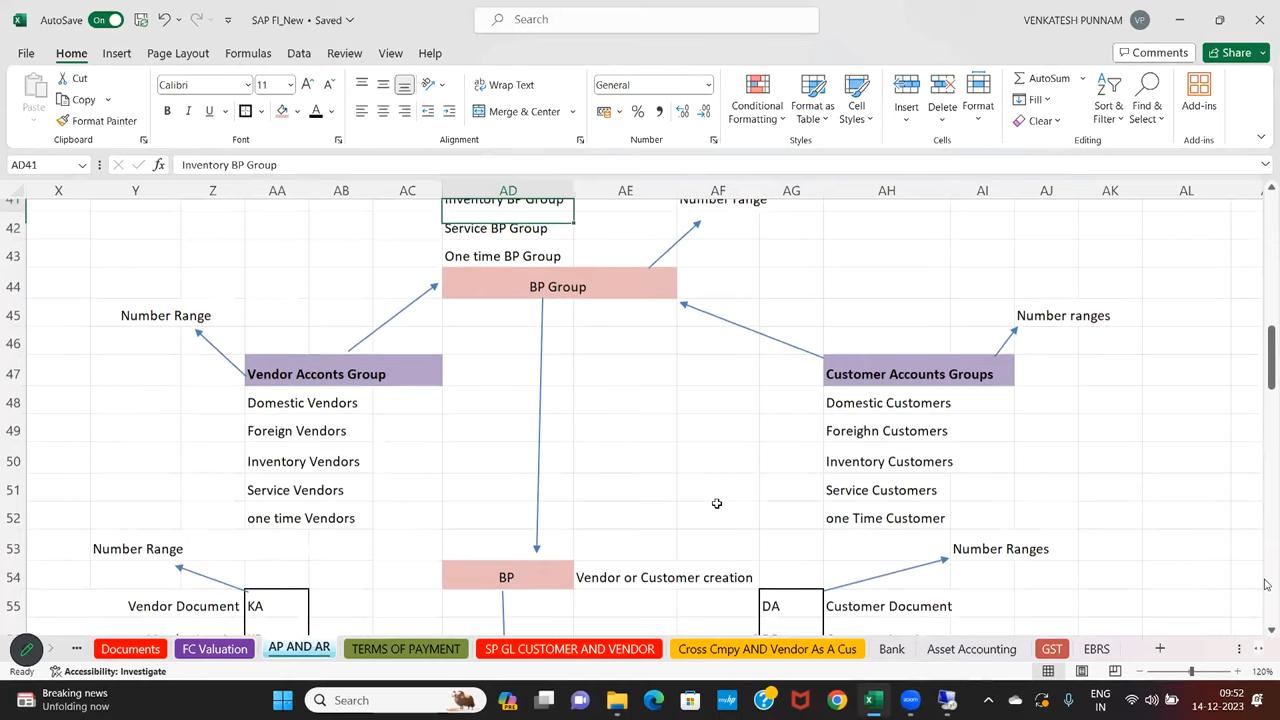 AutoSave On SAP FI_New • Saved Search VENKATESH PUNNAM VP
File Home Insert Page Layout Formulas Data Review View Help Comments Share
Paste Cut Copy Format Painter
Calibri 11
B I U A
Wrap Text
Merge & Center
General
% ,
Conditional Formatting Format as Table Cell Styles
Insert Delete Format
AutoSum Fill Clear
Sort & Filter Find & Select
Add-ins
Clipboard Font Alignment Number Styles Cells Editing Add-ins
AD41 fx Inventory BP Group
X Y Z AA AB AC AD AE AF AG AH AI AJ AK AL
41 Inventory BP Group Number range
42 Service BP Group
43 One time BP Group
44 BP Group
45 Number Range Number ranges
46
47 Vendor Acconts Group Customer Accounts Groups
48 Domestic Vendors Domestic Customers
49 Foreign Vendors Foreighn Customers
50 Inventory Vendors Inventory Customers
51 Service Vendors Service Customers
52 one time Vendors one Time Customer
53 Number Range Number Ranges
54 BP Vendor or Customer creation
55 Vendor Document KA DA Customer Document
Documents FC Valuation AP AND AR TERMS OF PAYMENT SP GL CUSTOMER AND VENDOR Cross Cmpy AND Vendor As A Cus Bank Asset Accounting GST EBRS
Ready Accessibility: Investigate 120%
Breaking news
Unfolding now
Search
ENG
IN
09:52
14-12-2023